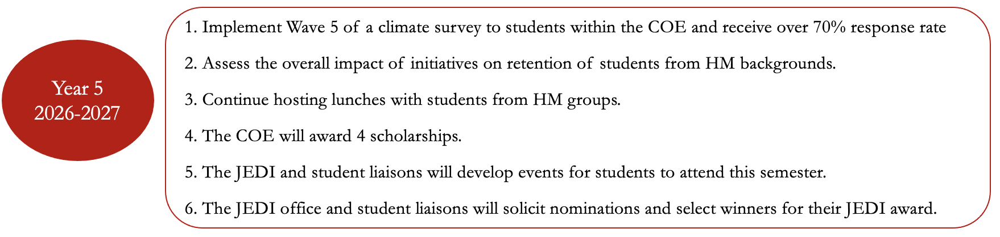 Year 5
2026-2027
1. Implement Wave 5 of a climate survey to students within the COE and receive over 70% response rate
2. Assess the overall impact of initiatives on retention of students from HM backgrounds.
3. Continue hosting lunches with students from HM groups.
4. The COE will award 4 scholarships.
5. The JEDI and student liaisons will develop events for students to attend this semester.
6. The JEDI office and student liaisons will solicit nominations and select winners for their JEDI award.